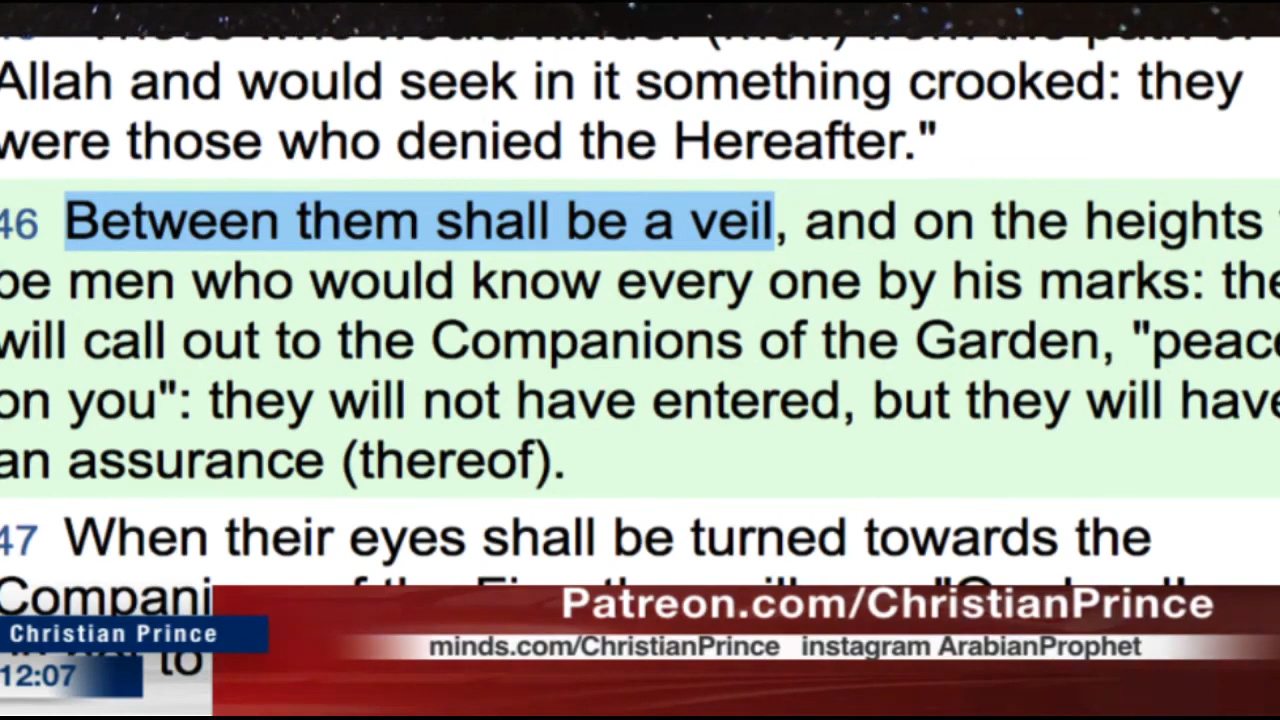 Allah and would seek in it something crooked: they
were those who denied the Hereafter."
46 Between them shall be a veil, and on the heights
be men who would know every one by his marks:
will call out to the Companions of the Garden, "peace
on you": they will not have entered, but they will have
an assurance (thereof).
47 When their eyes shall be turned towards the
Christian Prince
12:07
to
Patreon.com/ChristianPrince
minds.com/ChristianPrince instagram ArabianProphet